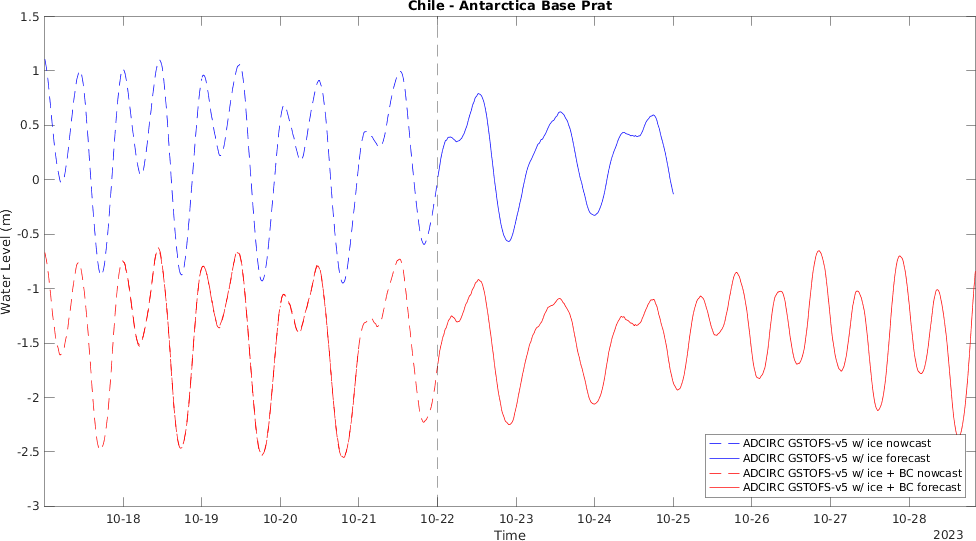 Chile - Antarctica Base Prat
1.5
1
0.5
0
-0.5
-1
-1.5
-2
-2.5
-3
Water Level (m)
ADCIRC GSTOFS-v5 w/ ice nowcast
ADCIRC GSTOFS-v5 w/ ice forecast
ADCIRC GSTOFS-v5 w/ ice + BC nowcast
ADCIRC GSTOFS-v5 w/ ice + BC forecast
10-18 10-19 10-20 10-21 10-22 10-23 10-24 10-25 10-26 10-27 10-28
Time 2023